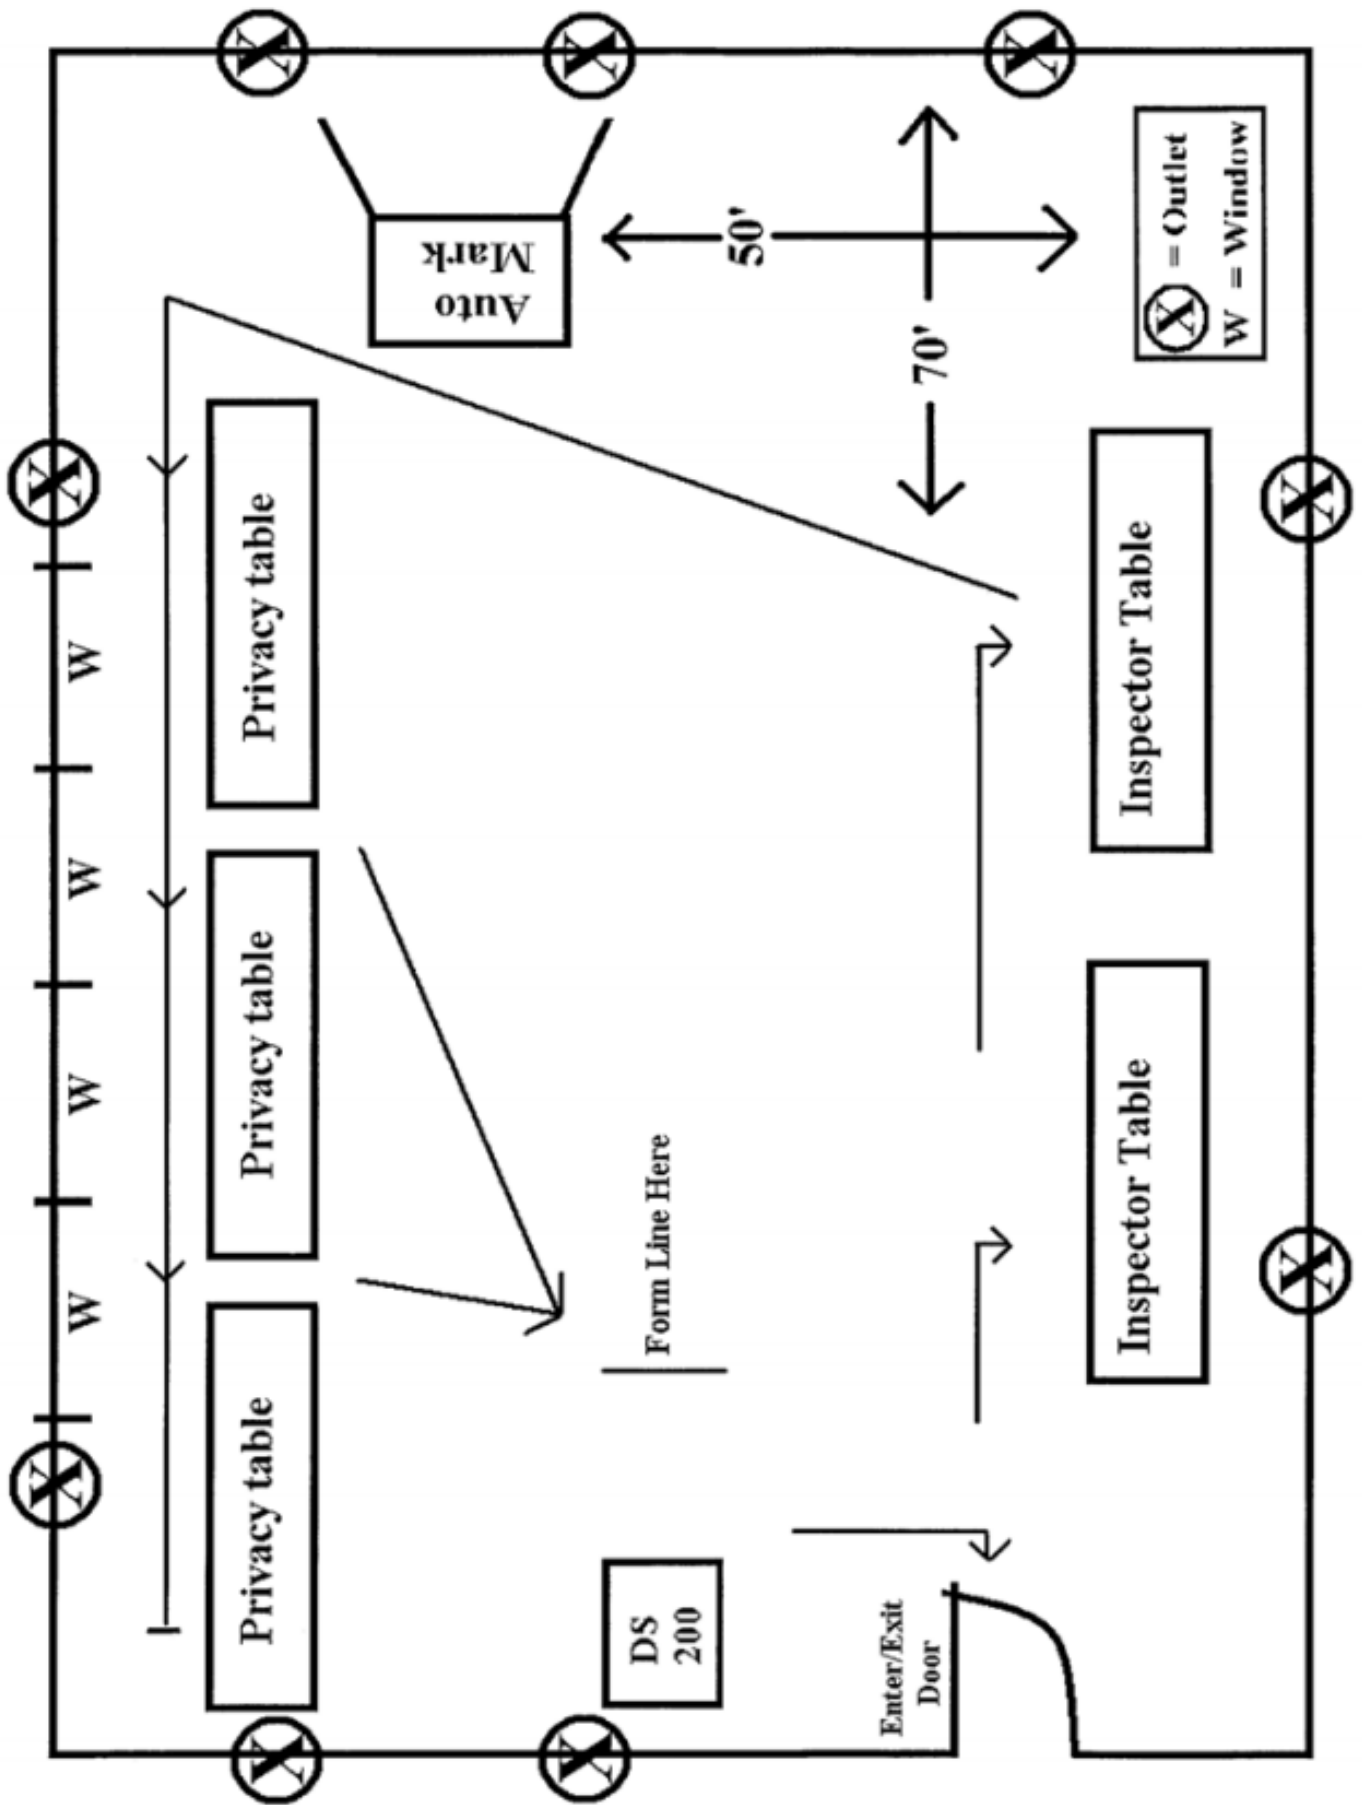 W
W
W
W
Privacy table
Privacy table
Privacy table
Auto
Mark
DS
200
Form Line Here
50'
70'
Enter/Exit
Door
Inspector Table
Inspector Table
X = Outlet
W = Window
X
X
X
X
X
X
X
X
X